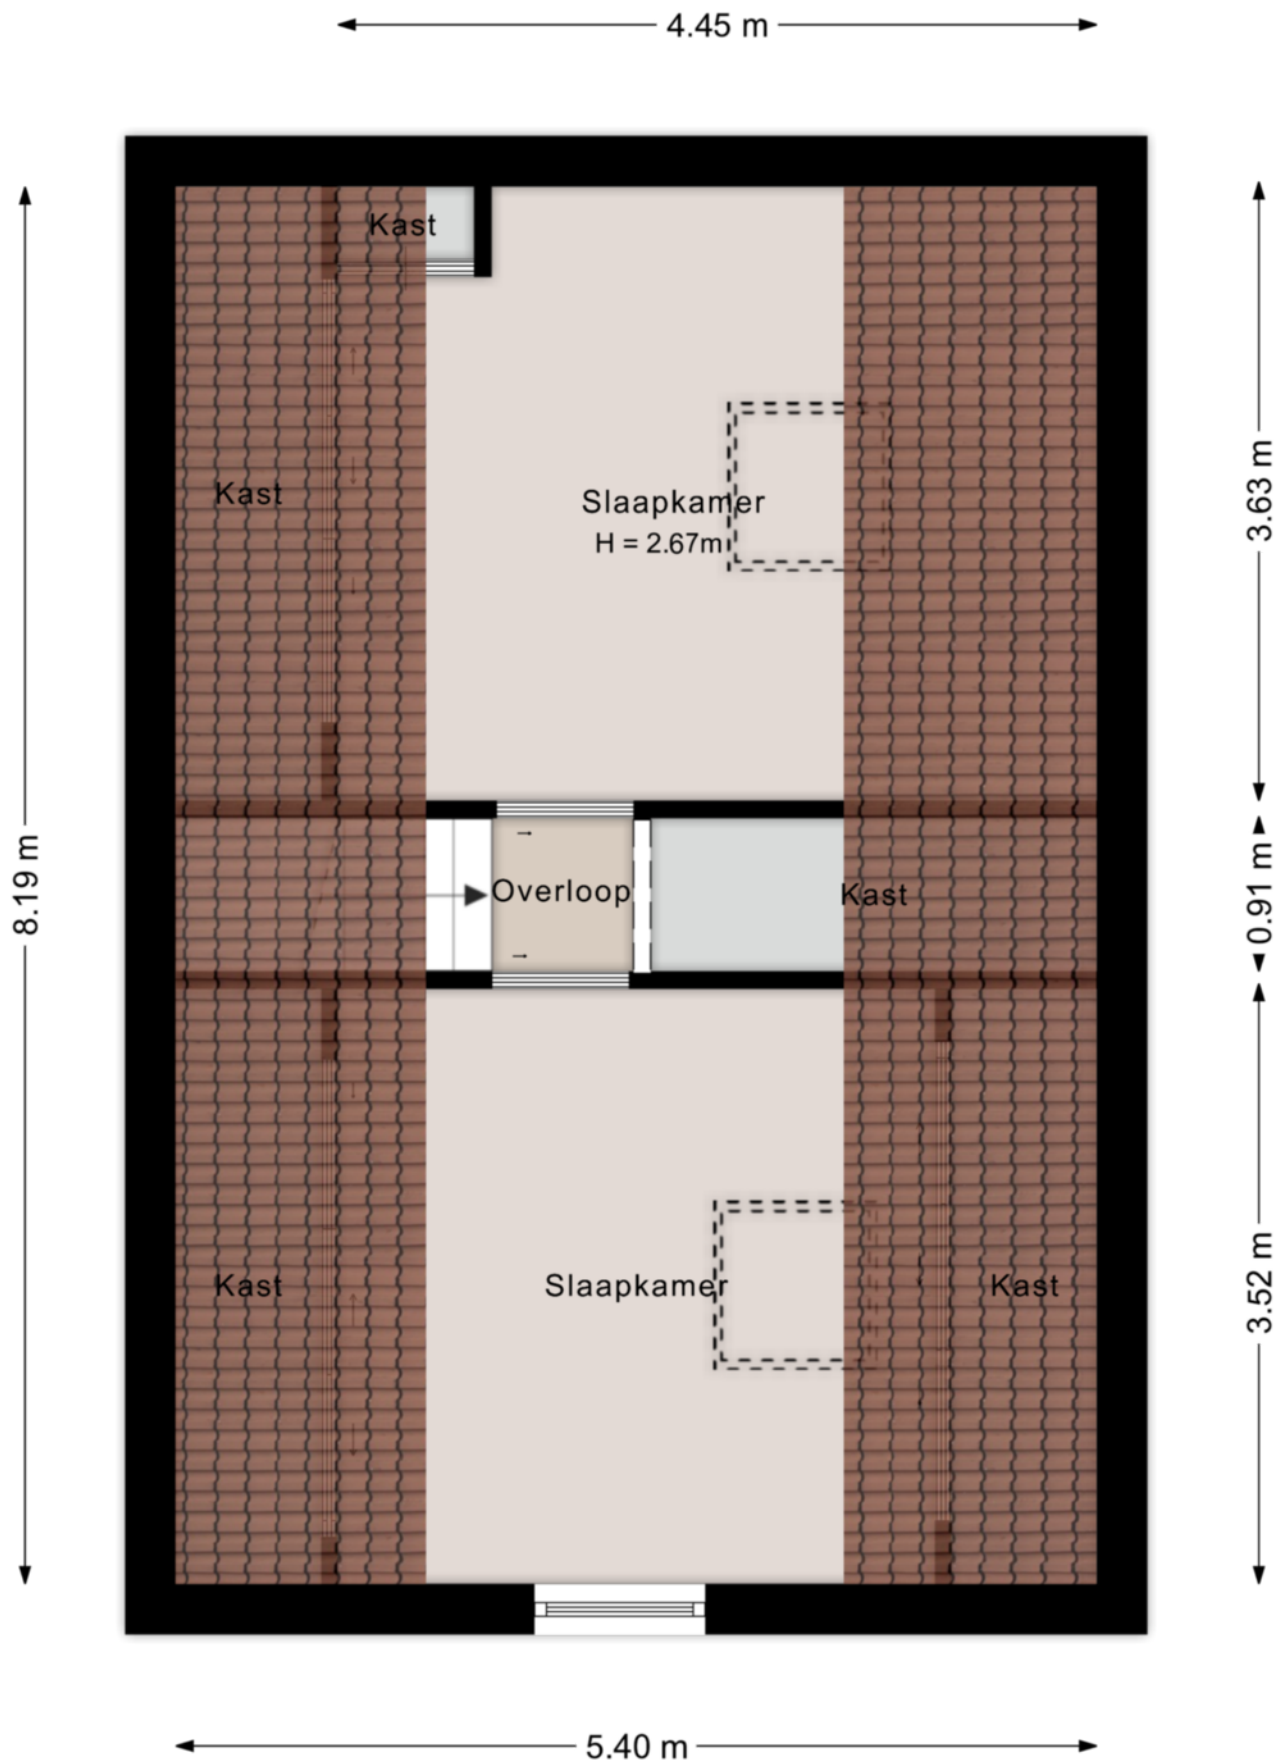 4.45 m
Kast
3.63 m
Kast
Slaapkamer
H = 2.67m
8.19 m
Overloop
Kast
0.91 m
Kast
Slaapkamer
Kast
3.52 m
5.40 m